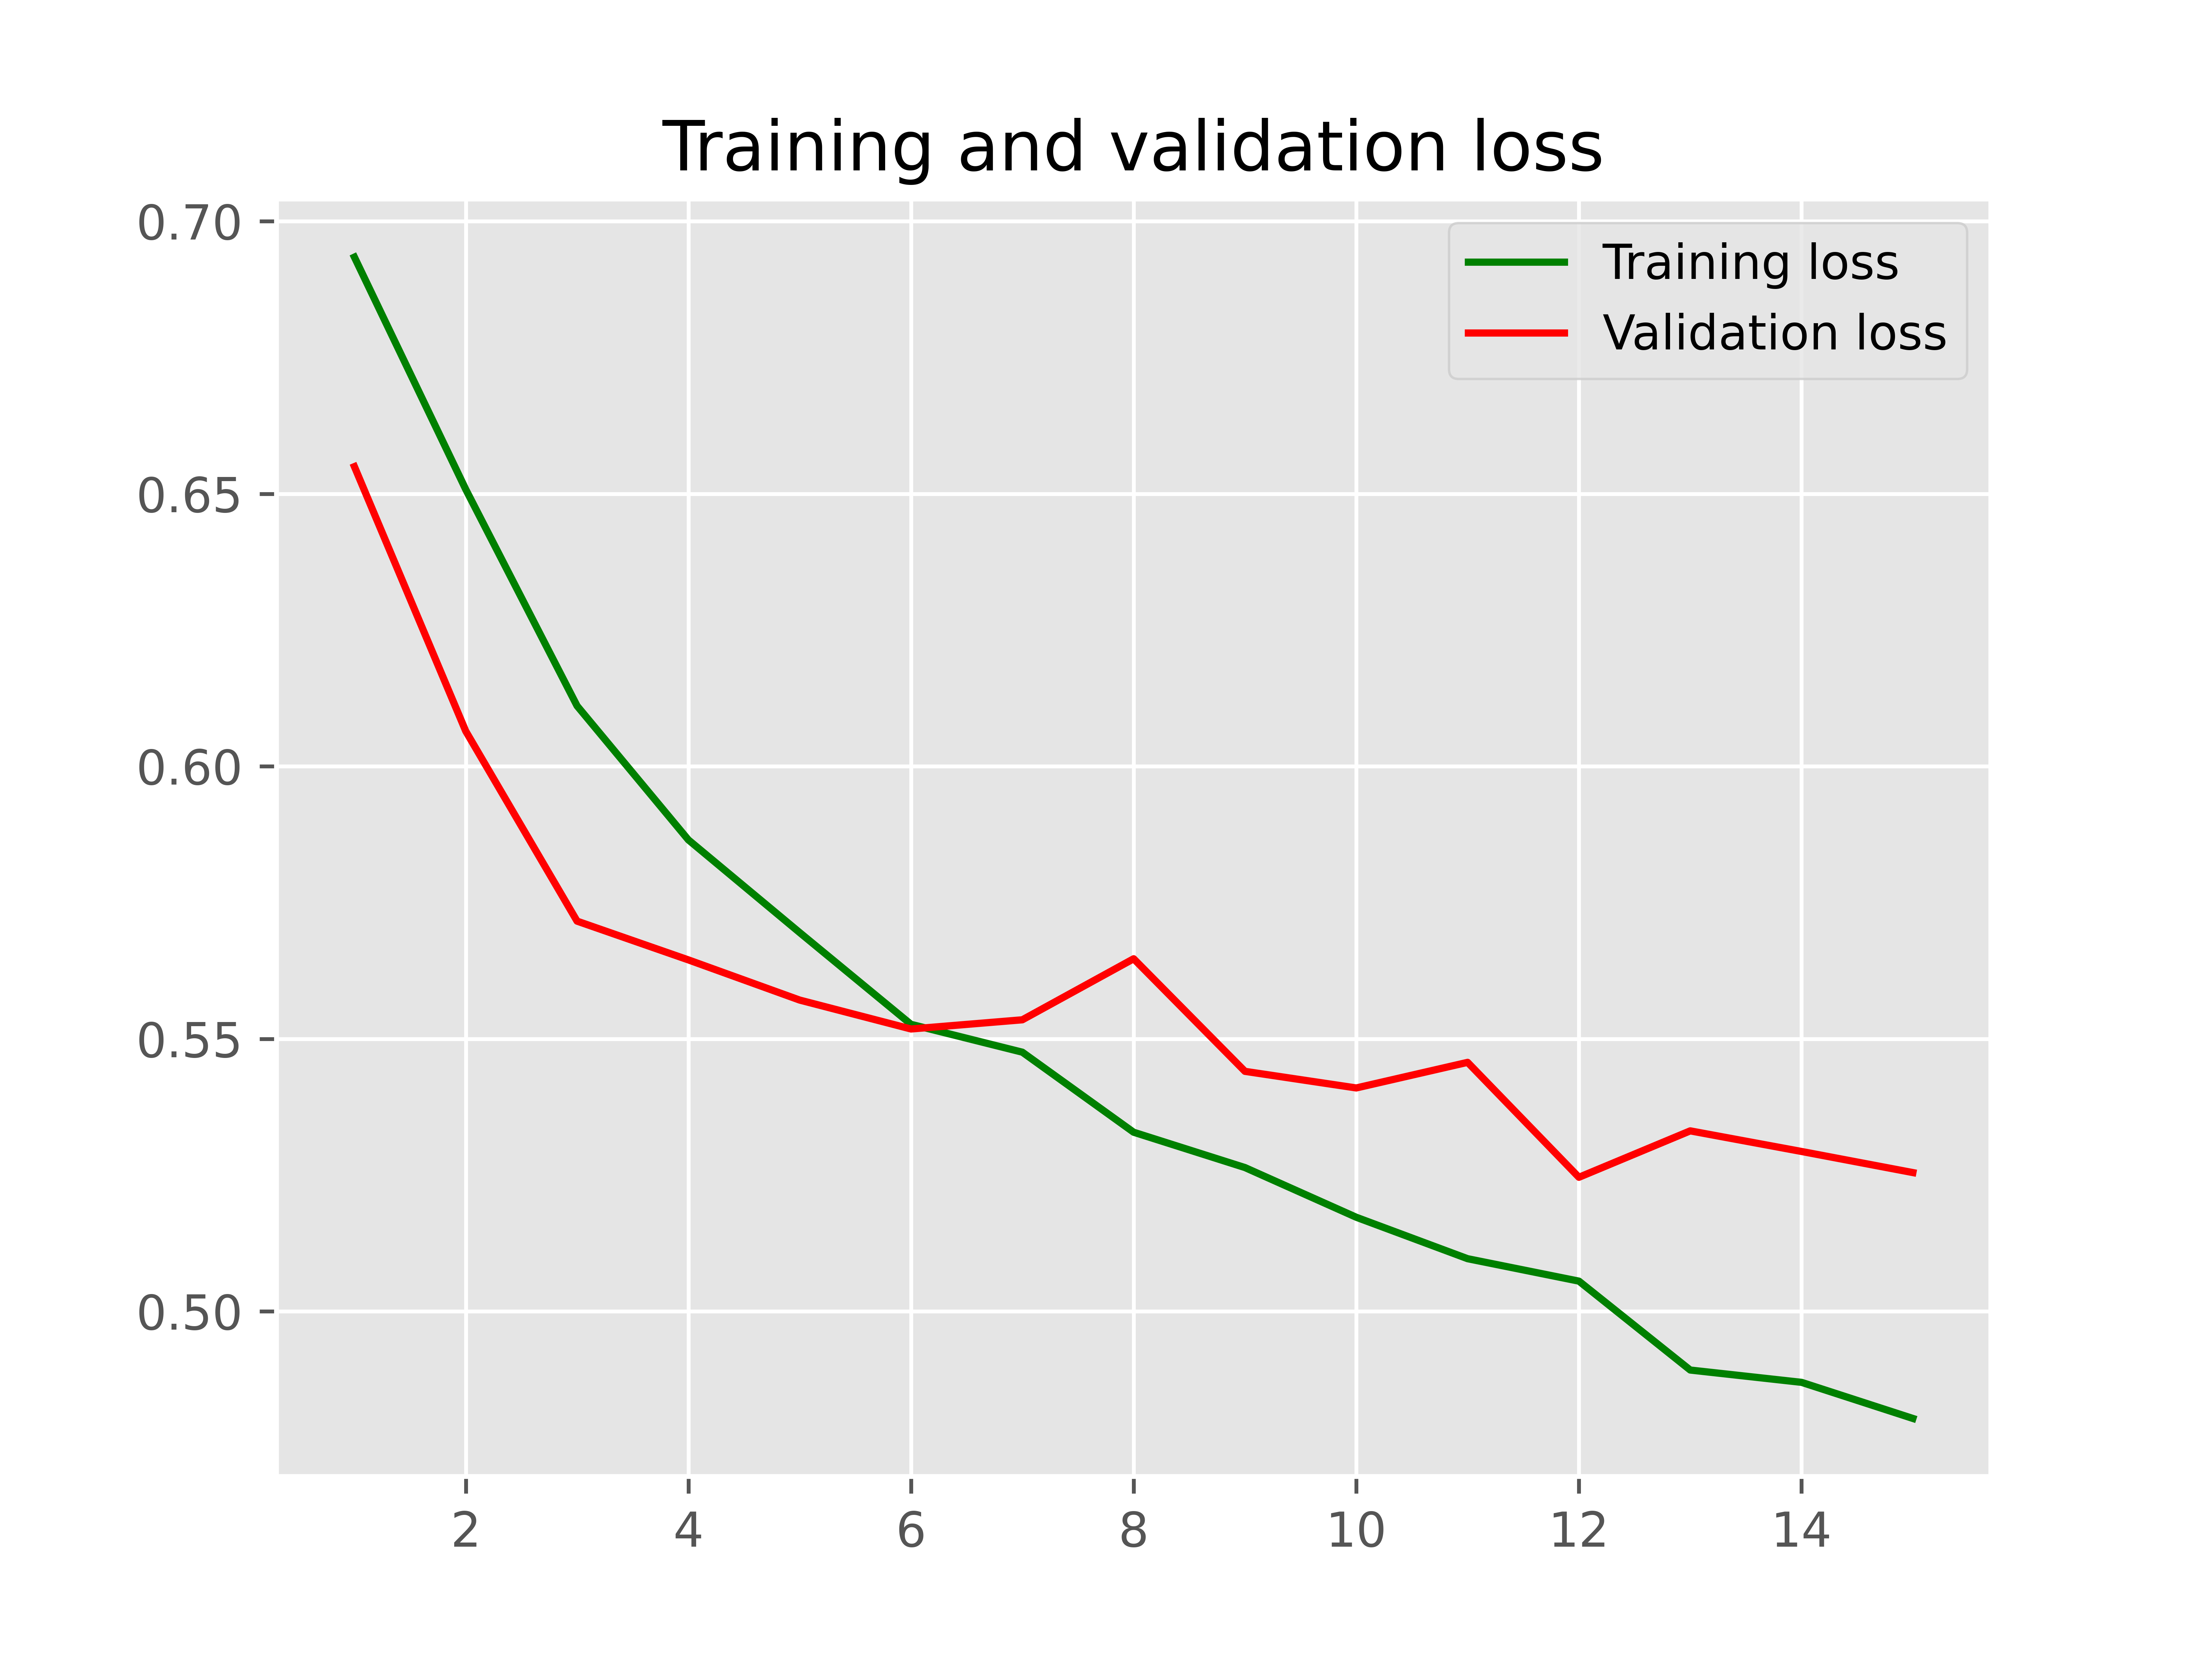 Training and validation loss
Training loss
Validation loss
0.70
0.65
0.60
0.55
0.50
2 4 6 8 10 12 14